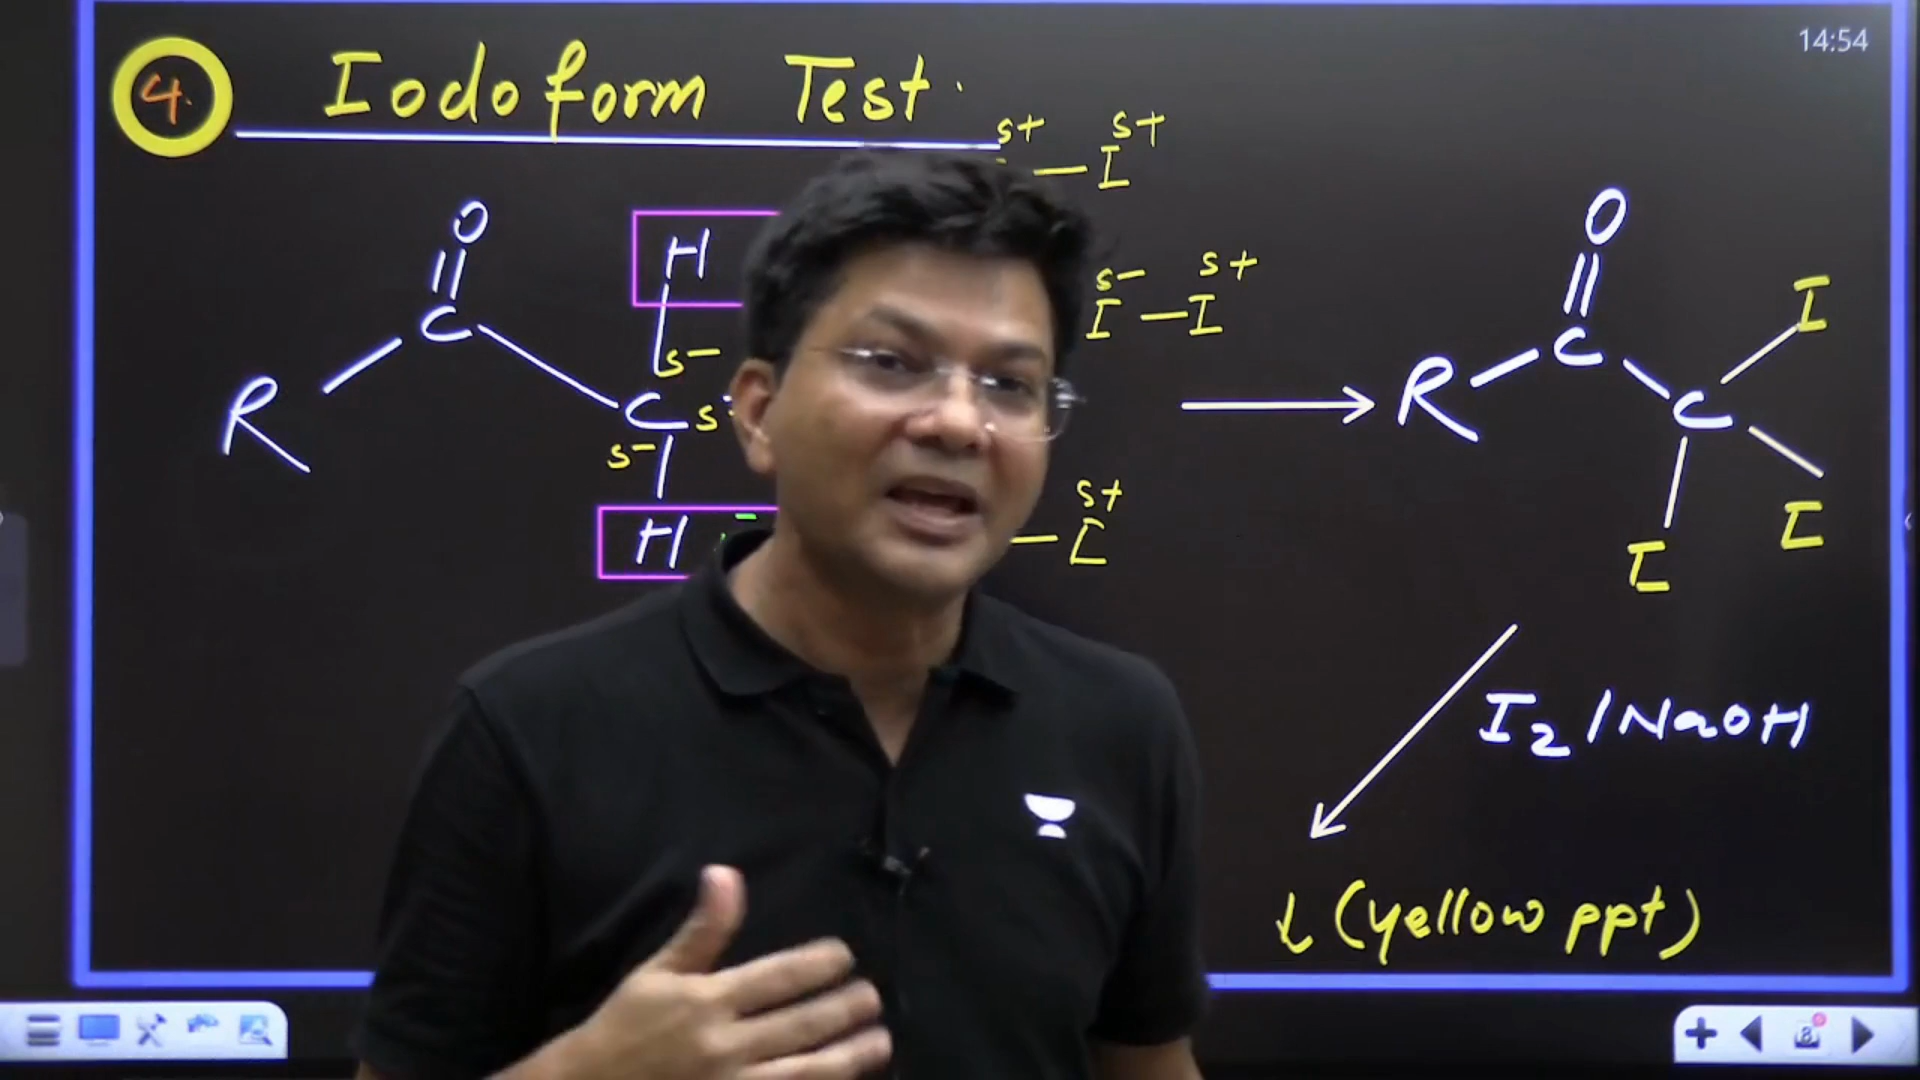 14:54
4. Iodoform Test.
s+ s+
— I
O
H
s- s+
I — I
O
I
C
s-
C
R
C s
s-
R
C
H
-
s+
— I
I
I
I2 / NaOH
↓ (yellow ppt)